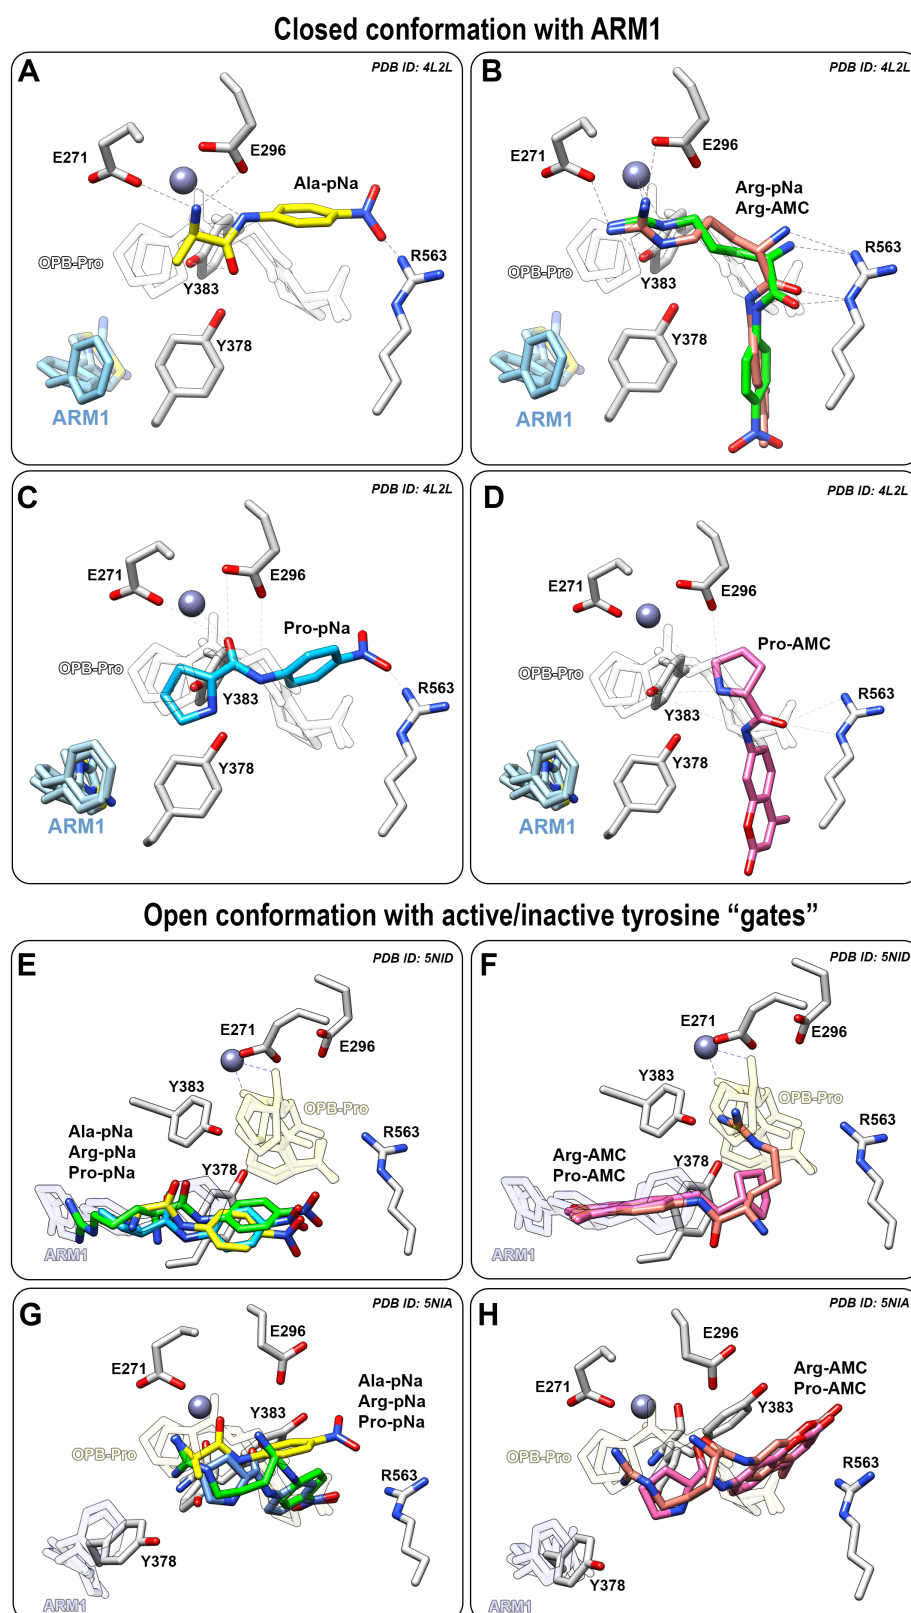 Closed conformation with ARM1
A
PDB ID: 4L2L
E271
E296
Ala-pNa
OPB-Pro
Y383
R563
Y378
ARM1
B
PDB ID: 4L2L
E271
E296
Arg-pNa
Arg-AMC
R563
OPB-Pro
Y383
Y378
ARM1
C
PDB ID: 4L2L
E271
E296
Pro-pNa
OPB-Pro
Y383
R563
Y378
ARM1
D
PDB ID: 4L2L
E271
E296
Pro-AMC
OPB-Pro
Y383
R563
Y378
ARM1
Open conformation with active/inactive tyrosine “gates”
E
PDB ID: 5NID
E271
E296
Y383
OPB-Pro
Ala-pNa
Arg-pNa
Pro-pNa
R563
Y378
ARM1
F
PDB ID: 5NID
E271
E296
Y383
OPB-Pro
R563
Arg-AMC
Pro-AMC
Y378
ARM1
G
PDB ID: 5NIA
E296
E271
Ala-pNa
Arg-pNa
Pro-pNa
Y383
OPB-Pro
R563
Y378
ARM1
H
PDB ID: 5NIA
E296
E271
Arg-AMC
Pro-AMC
Y383
OPB-Pro
R563
Y378
ARM1